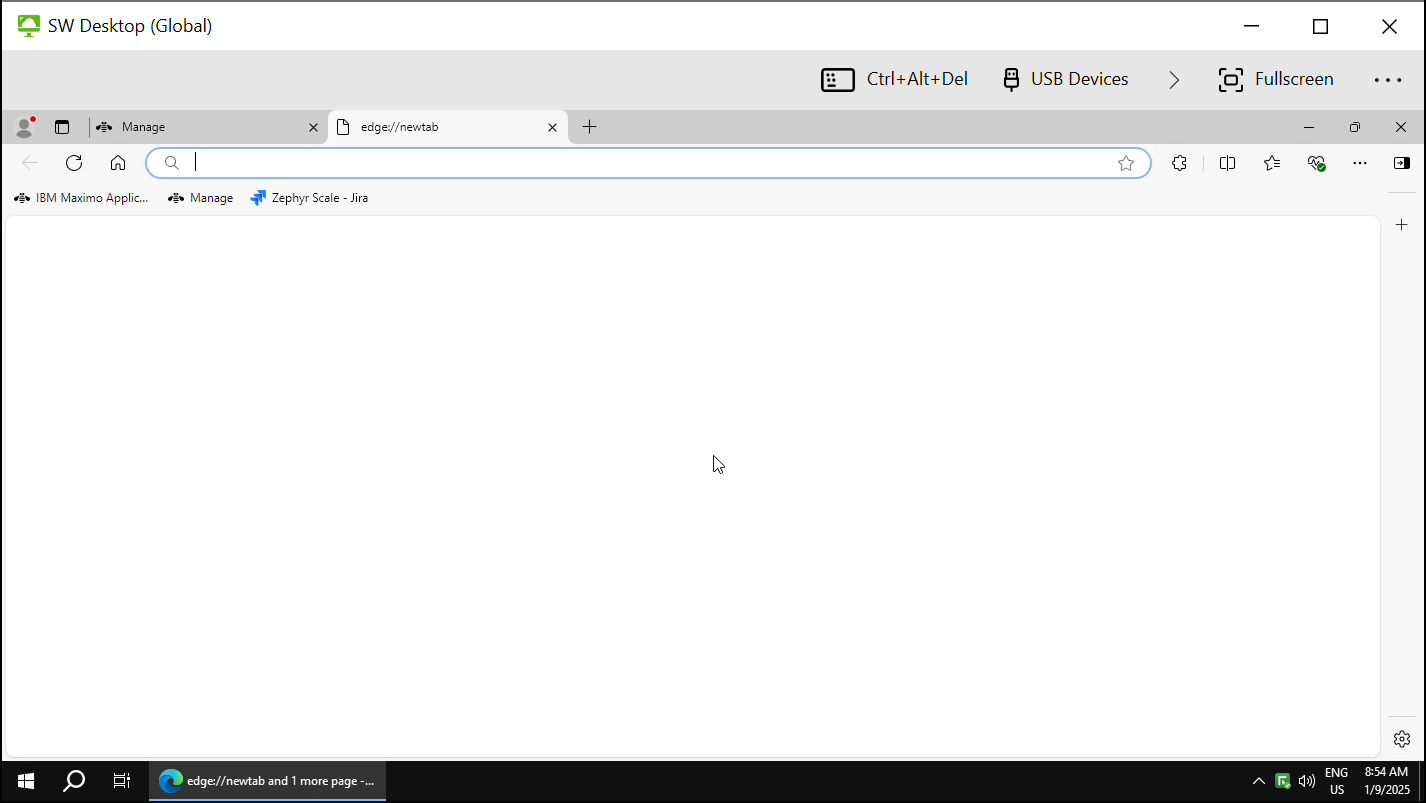 SW Desktop (Global)
Ctrl+Alt+Del USB Devices Fullscreen
Manage edge://newtab
IBM Maximo Applic... Manage Zephyr Scale - Jira
edge://newtab and 1 more page -... ENG 8:54 AM
US 1/9/2025